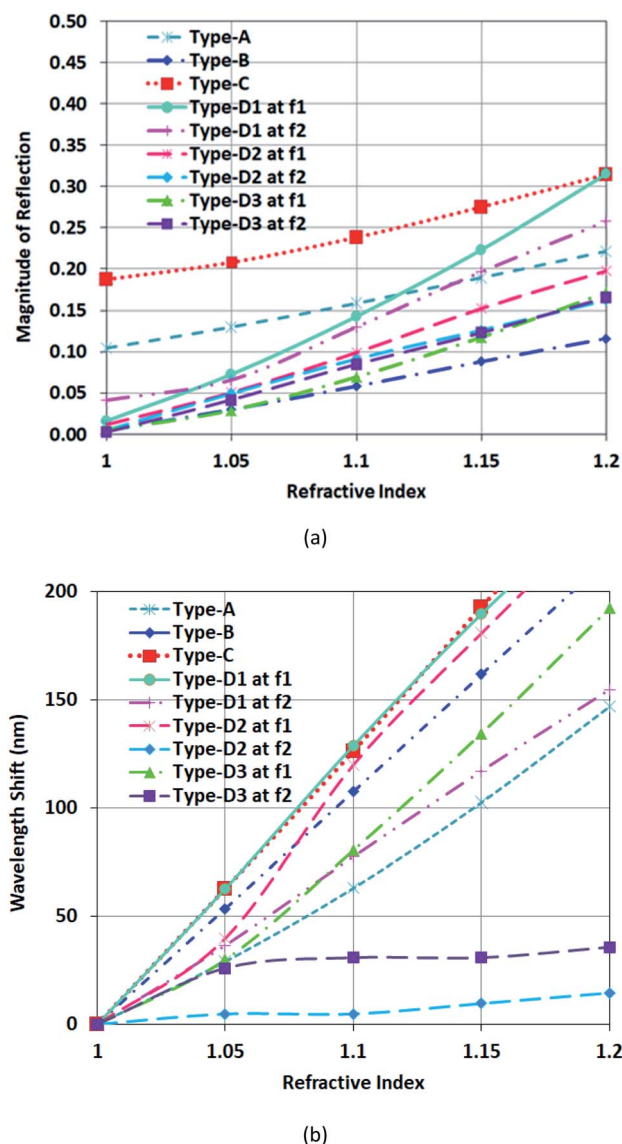 0.50
0.45
0.40
0.35
0.30
0.25
0.20
0.15
0.10
0.05
0.00
Magnitude of Reflection
Type-A
Type-B
Type-C
Type-D1 at f1
Type-D1 at f2
Type-D2 at f1
Type-D2 at f2
Type-D3 at f1
Type-D3 at f2
1 1.05 1.1 1.15 1.2
Refractive Index
(a)
200
150
100
50
0
Wavelength Shift (nm)
Type-A
Type-B
Type-C
Type-D1 at f1
Type-D1 at f2
Type-D2 at f1
Type-D2 at f2
Type-D3 at f1
Type-D3 at f2
1 1.05 1.1 1.15 1.2
Refractive Index
(b)